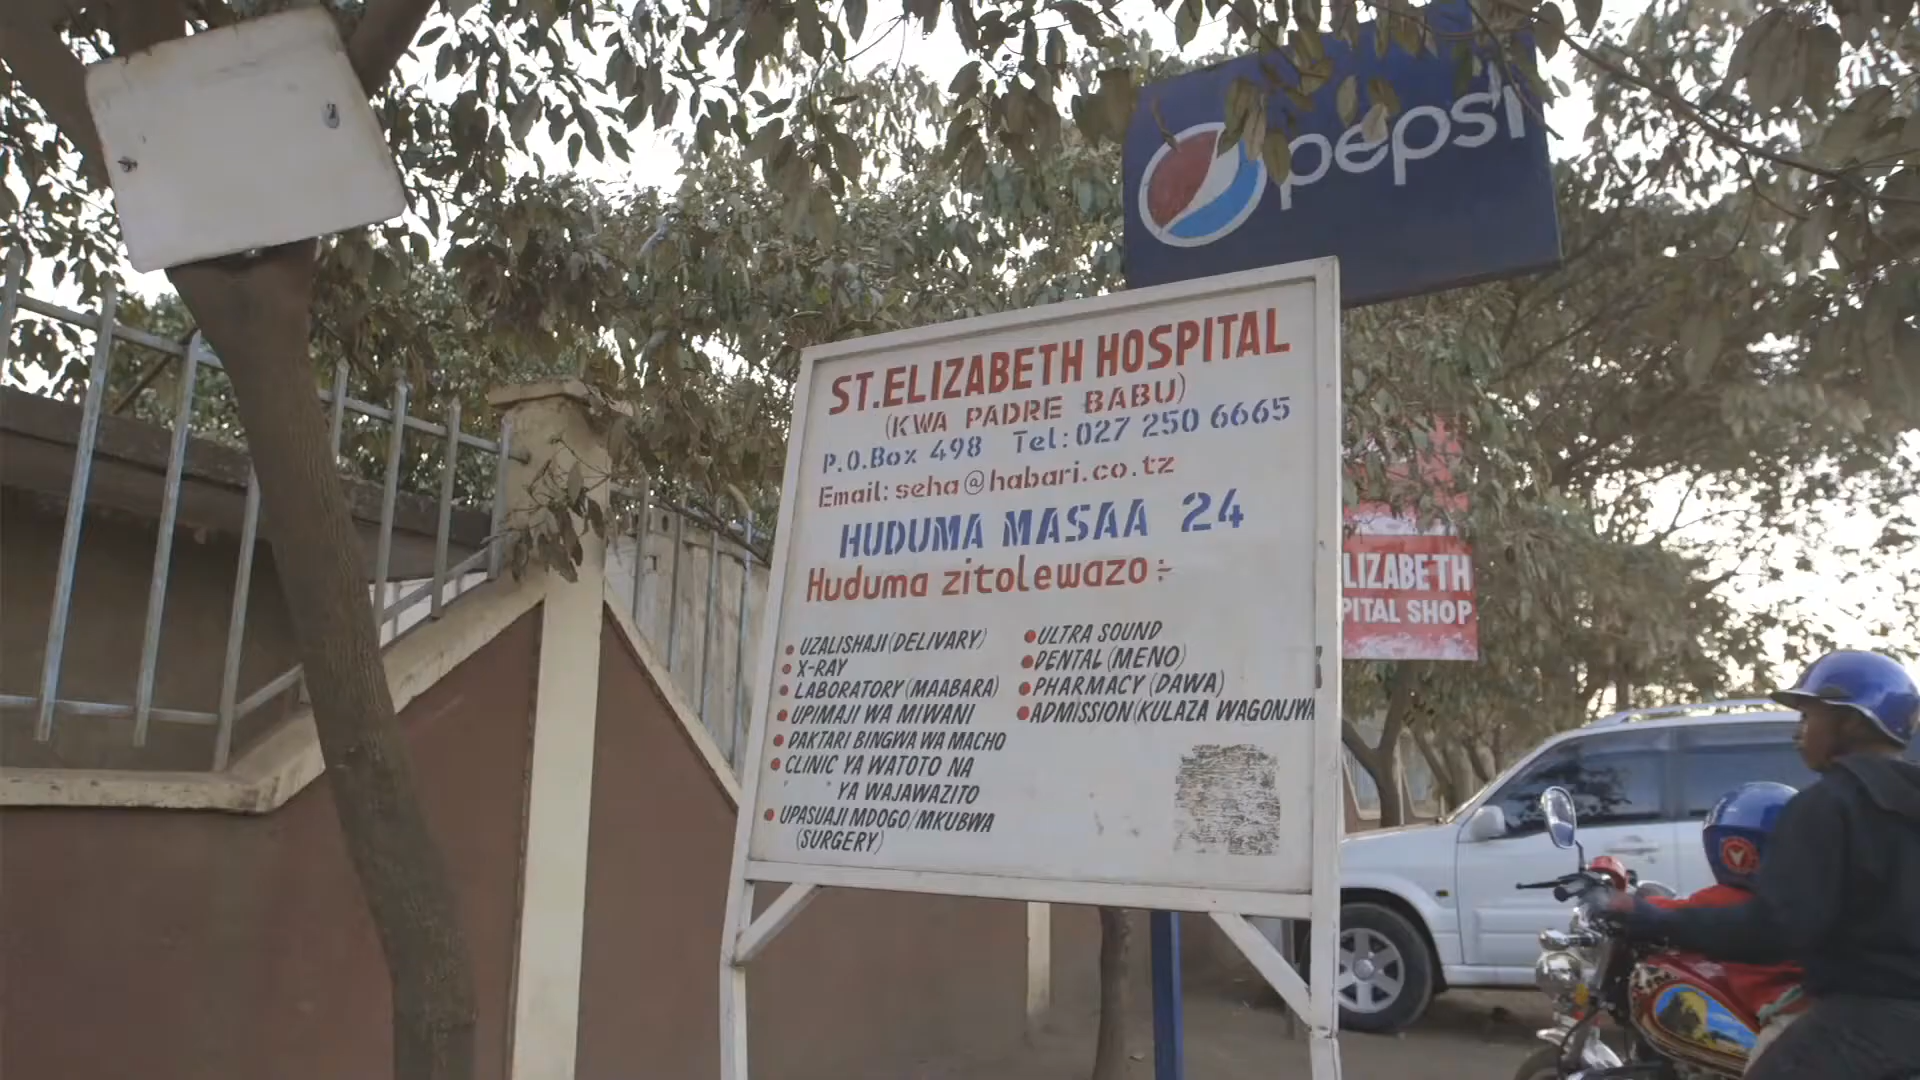 pepsi
ST.ELIZABETH HOSPITAL
(KWA PADRE BABU)
P.O.Box 498 Tel:027 250 6665
Email: seha@habari.co.tz
HUDUMA MASAA 24
Huduma zitolewazo:-
UZALISHAJI (DELIVARY)
X-RAY
LABORATORY (MAABARA)
UPIMAJI WA MIWANI
DAKTARI BINGWA WA MACHO
CLINIC YA WATOTO NA
YA WAJAWAZITO
UPASUAJI MDOGO/MKUBWA
(SURGERY)
ULTRA SOUND
DENTAL (MENO)
PHARMACY (DAWA)
ADMISSION (KULAZA WAGONJWA
LIZABETH
PITAL SHOP